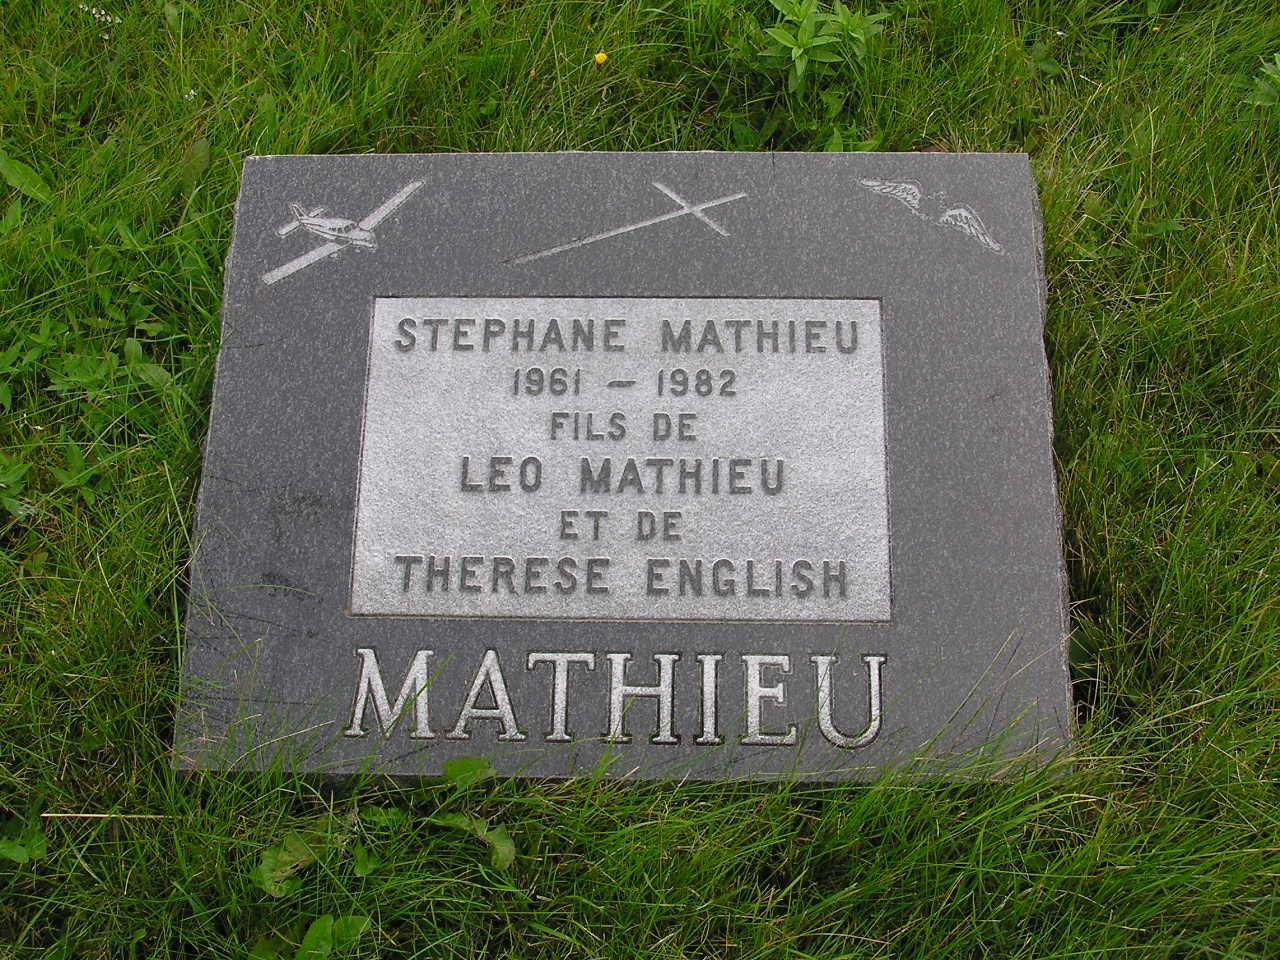 STEPHANE MATHIEU
1961 - 1982
FILS DE
LEO MATHIEU
ET DE
THERESE ENGLISH
MATHIEU